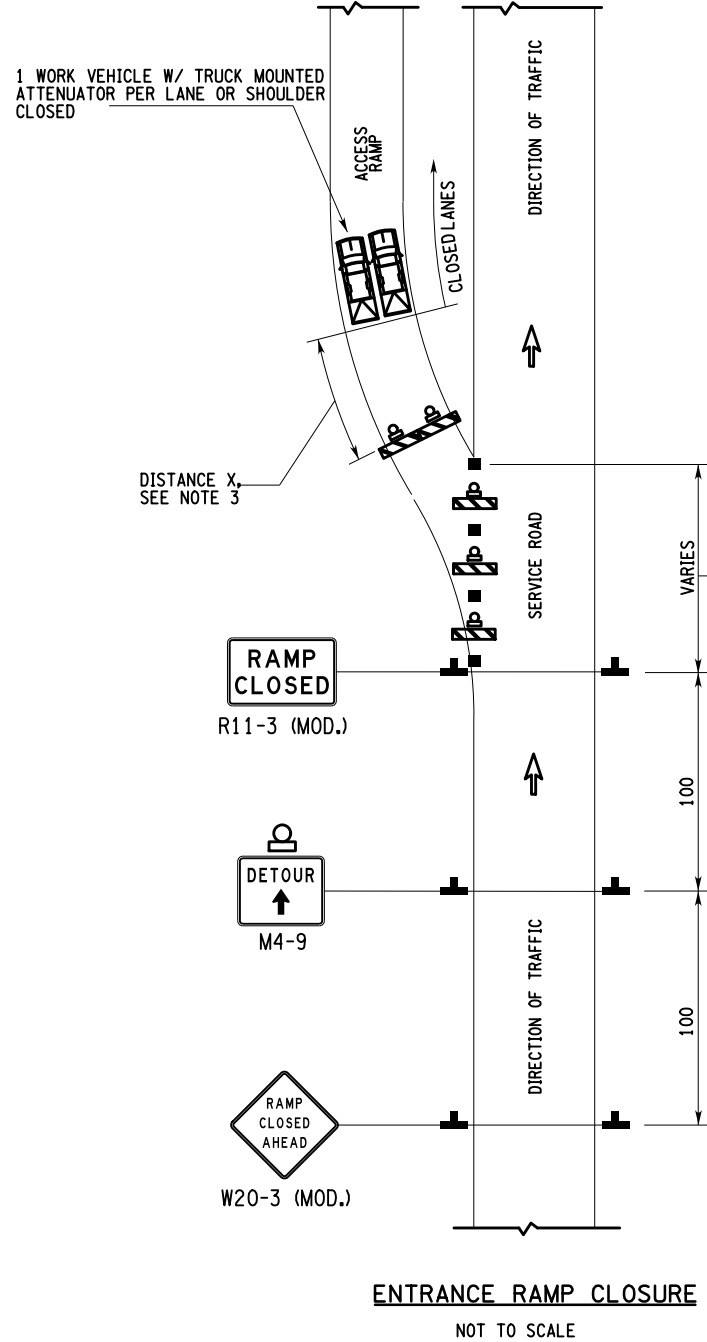 1 WORK VEHICLE W/ TRUCK MOUNTED
ATTENUATOR PER LANE OR SHOULDER
CLOSED
ACCESS
RAMP
CLOSED LANES
DIRECTION OF TRAFFIC
DISTANCE X,
SEE NOTE 3
SERVICE ROAD
VARIES
RAMP
CLOSED
R11-3 (MOD.)
100
DETOUR
M4-9
DIRECTION OF TRAFFIC
100
RAMP
CLOSED
AHEAD
W20-3 (MOD.)
ENTRANCE RAMP CLOSURE
NOT TO SCALE